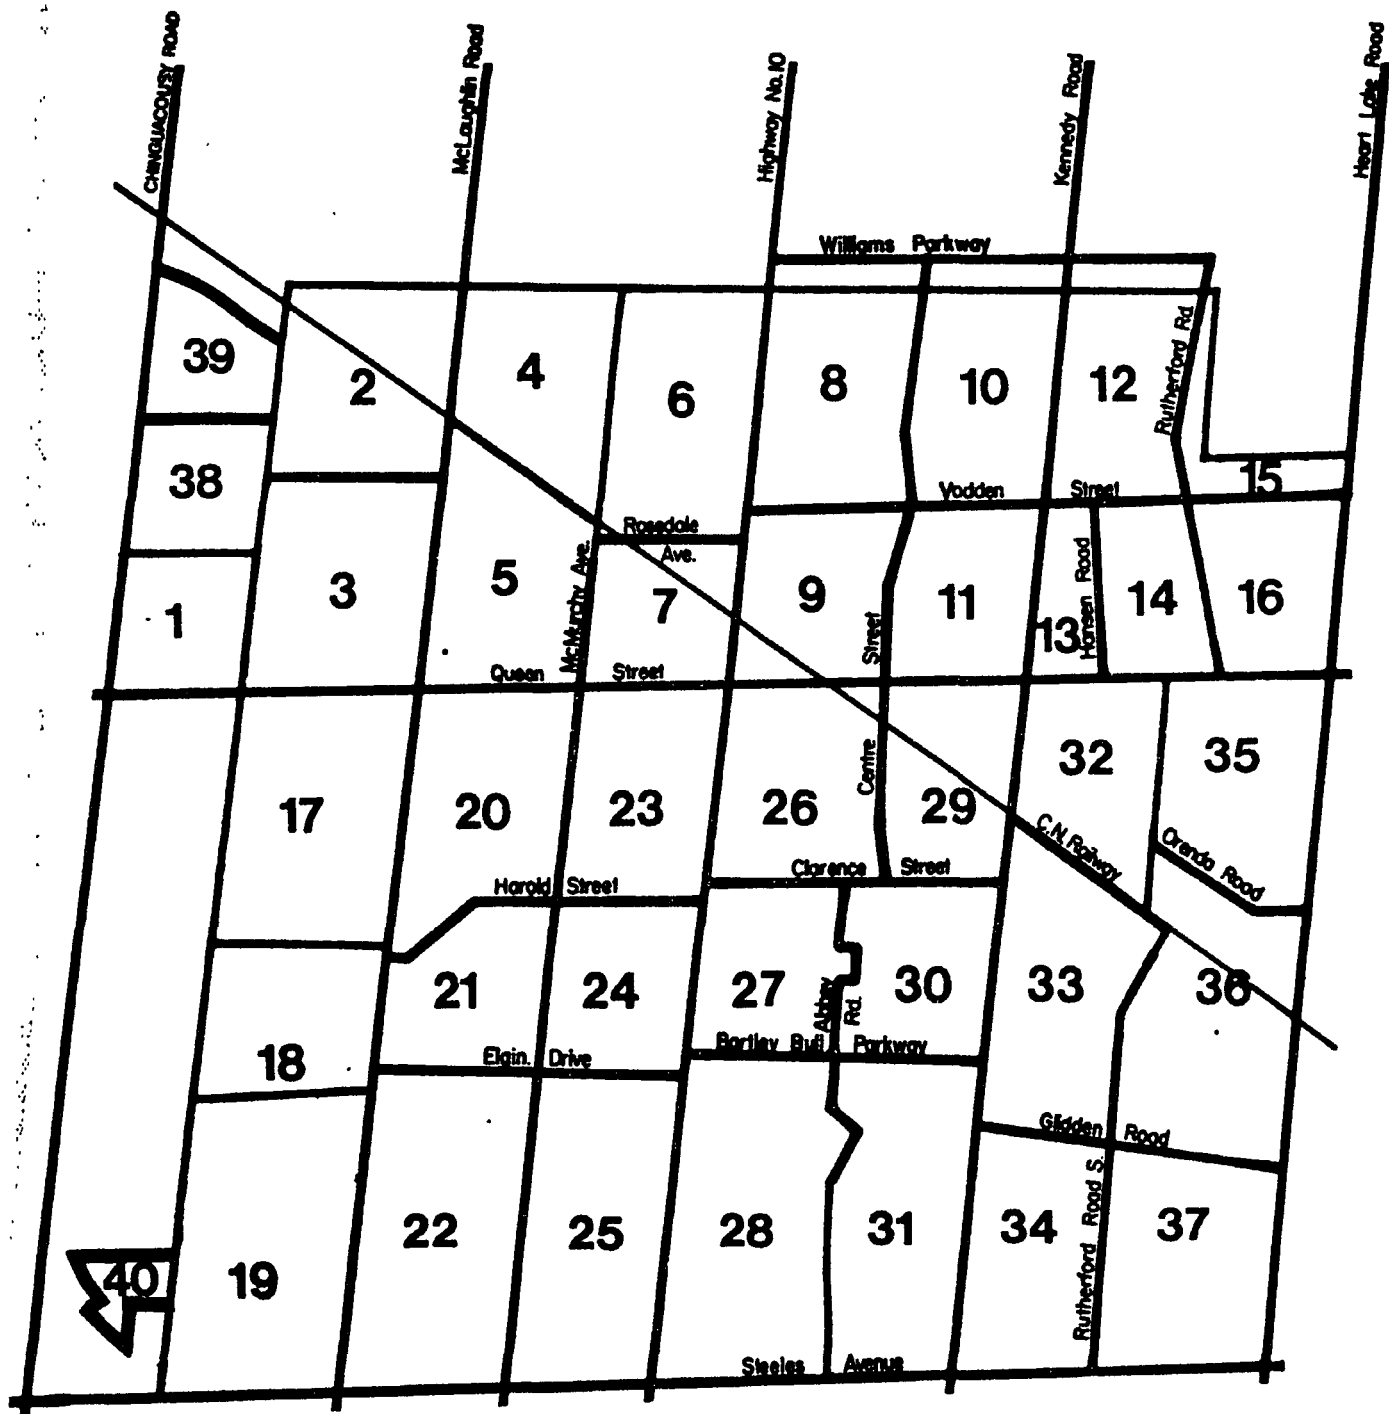 CHINGUACOUSY ROAD
McLaughlin Road
Highway No. 10
Kennedy Road
Heart Lake Road
Williams Parkway
Rutherford Rd.
39
2
4
6
8
10
12
38
15
Vodden Street
Rosedale
Ave.
McMurchy Ave.
Hansen Road
1
3
5
7
9
11
13
14
16
Street
Queen Street
Centre
17
20
23
26
29
32
35
C.N. Railway
Orenda Road
Clarence Street
Harold Street
21
24
27
30
33
36
Abbey
Rd.
18
Elgin. Drive
Bartley Bull Parkway
Glidden Road
Rutherford Road S.
40
19
22
25
28
31
34
37
Steeles Avenue